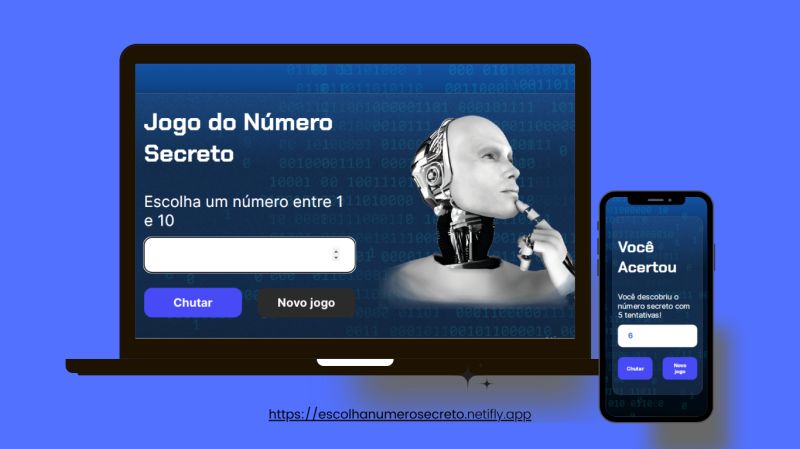 Jogo do Número
Secreto
Escolha um número entre 1
e 10
Chutar
Novo jogo
Você
Acertou
Você descobriu o
número secreto com
5 tentativas!
6
Chutar
Novo
jogo
https://escolhanumerosecreto.netifly.app